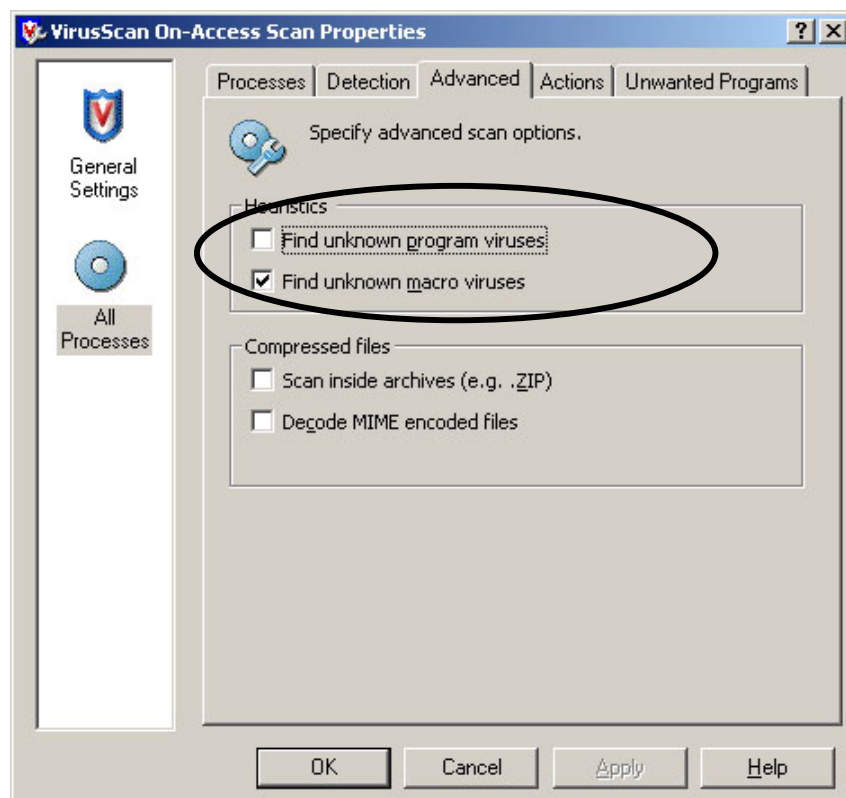 VirusScan On-Access Scan Properties
Processes Detection Advanced Actions Unwanted Programs
Specify advanced scan options.
General
Settings
Heuristics
Find unknown program viruses
Find unknown macro viruses
All
Processes
Compressed files
Scan inside archives (e.g. .ZIP)
Decode MIME encoded files
OK Cancel Apply Help